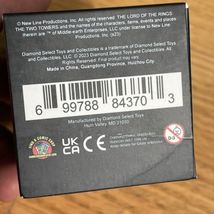 © New Line Productions, Inc. All rights reserved. THE LORD OF THE RINGS
THE TWO TOWERS and the names of the characters, items, events and places
therein are ™ of Middle-earth Enterprises, LLC under license to New Line
Productions, Inc. (s23)
Diamond Select Toys and Collectibles is a trademark of Diamond Select Toys
and Collectibles, LLC. © 2023 Diamond Select Toys and Collectibles, LLC
All Rights Reserved.
Made in China, Guangdong Province, Huizhou City.
6 99788 84370 3
Manufactured by Diamond Select Toys
Hunt Valley, MD 21030
UK
CA
CE